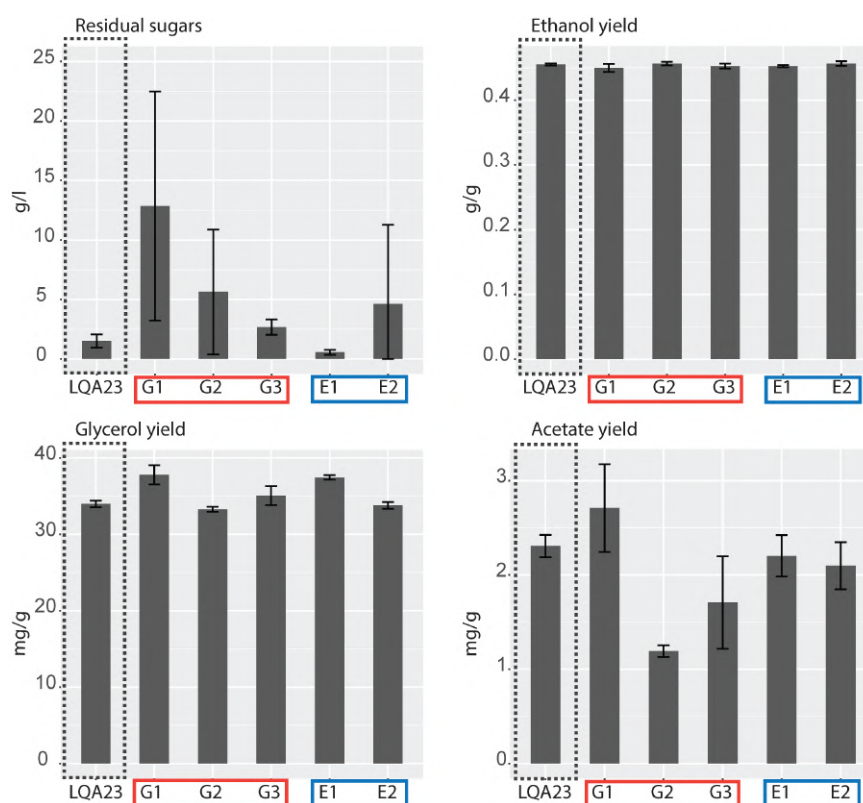 Residual sugars
25
20
15
10
5
0
g/l
LQA23 G1 G2 G3 E1 E2
Ethanol yield
0.4
0.3
0.2
0.1
0.0
g/g
LQA23 G1 G2 G3 E1 E2
Glycerol yield
40
30
20
10
0
mg/g
LQA23 G1 G2 G3 E1 E2
Acetate yield
3.
2.
1.
0.
mg/g
LQA23 G1 G2 G3 E1 E2